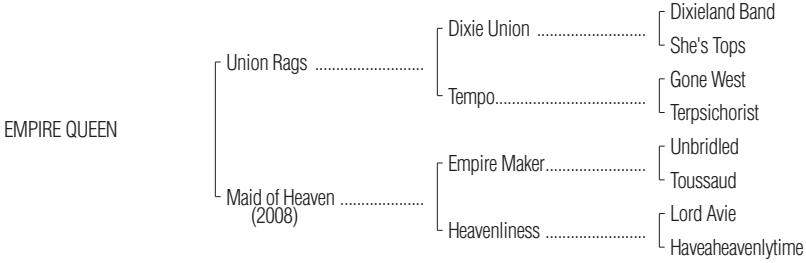 Dixieland Band
Dixie Union ..........................
She's Tops
Union Rags ..........................
Gone West
Tempo....................................
Terpsichorist
EMPIRE QUEEN
Unbridled
Empire Maker........................
Toussaud
Maid of Heaven ....................
(2008)
Lord Avie
Heavenliness ........................
Haveaheavenlytime